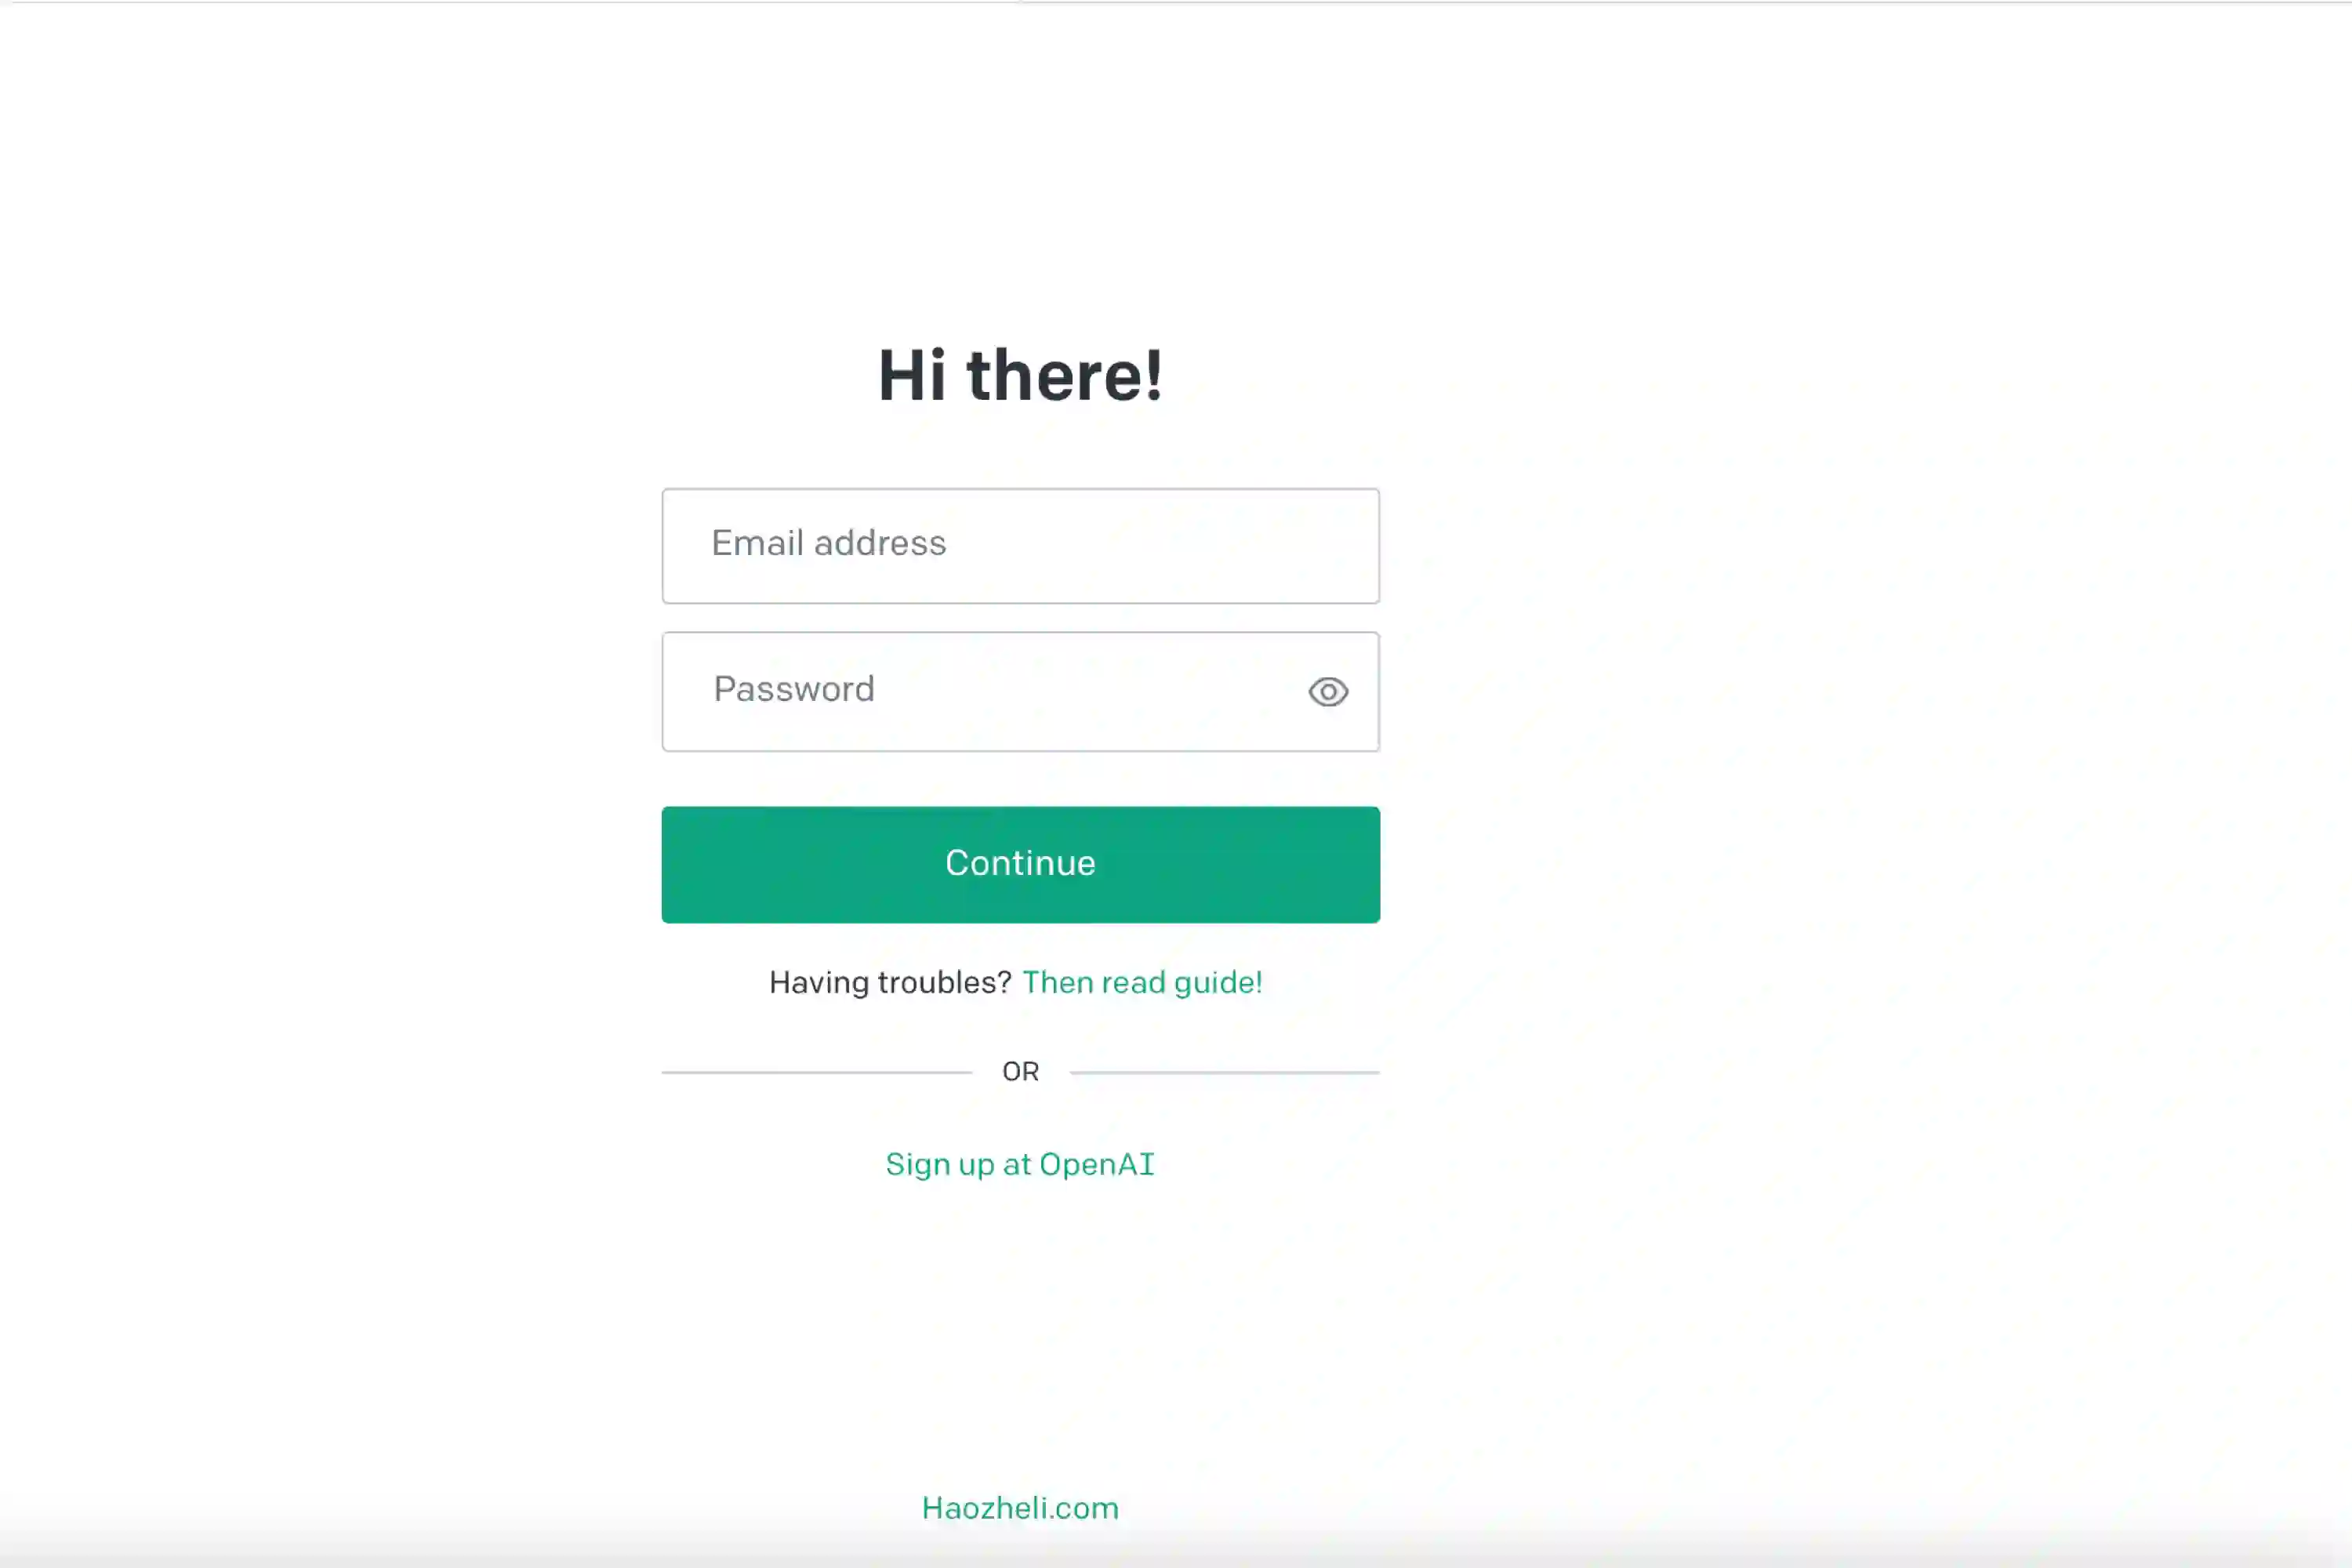 Hi there!
Email address
Password
Continue
Having troubles? Then read guide!
OR
Sign up at OpenAI
Haozheli.com